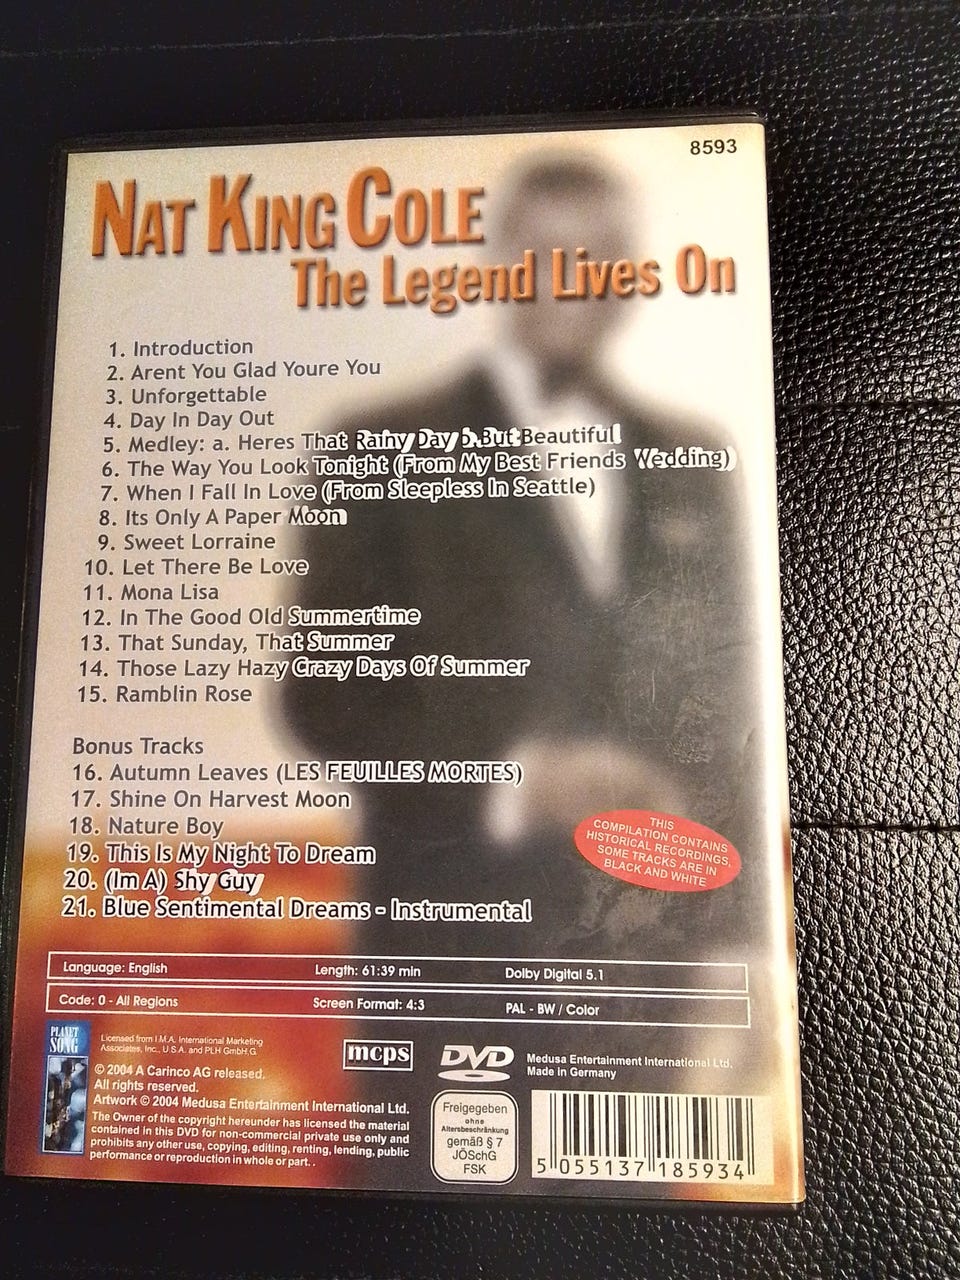 8593
NAT KING COLE
The Legend Lives On
1. Introduction
2. Arent You Glad Youre You
3. Unforgettable
4. Day In Day Out
5. Medley: a. Heres That Rainy Day b.But Beautiful
6. The Way You Look Tonight (From My Best Friends Wedding)
7. When I Fall In Love (From Sleepless In Seattle)
8. Its Only A Paper Moon
9. Sweet Lorraine
10. Let There Be Love
11. Mona Lisa
12. In The Good Old Summertime
13. That Sunday, That Summer
14. Those Lazy Hazy Crazy Days Of Summer
15. Ramblin Rose
Bonus Tracks
16. Autumn Leaves (LES FEUILLES MORTES)
17. Shine On Harvest Moon
18. Nature Boy
19. This Is My Night To Dream
20. (Im A) Shy Guy
21. Blue Sentimental Dreams - Instrumental
THIS
COMPILATION CONTAINS
HISTORICAL RECORDINGS,
SOME TRACKS ARE IN
BLACK AND WHITE
Language: English Length: 61:39 min Dolby Digital 5.1
Code: 0 - All Regions Screen Format: 4:3 PAL - BW / Color
PLANET
SONG
Licensed from I.M.A. International Marketing
Associates, Inc., U.S.A. and PLH GmbH.G
© 2004 A Carinco AG released.
All rights reserved.
Artwork © 2004 Medusa Entertainment International Ltd.
The Owner of the copyright hereunder has licensed the material
contained in this DVD for non-commercial private use only and
prohibits any other use, copying, editing, renting, lending, public
performance or reproduction in whole or part. .
mcps
DVD
Medusa Entertainment International Ltd.
Made in Germany
Freigegeben
ohne
Altersbeschränkung
gemäß § 7
JÖSchG
FSK
5 055137 185934